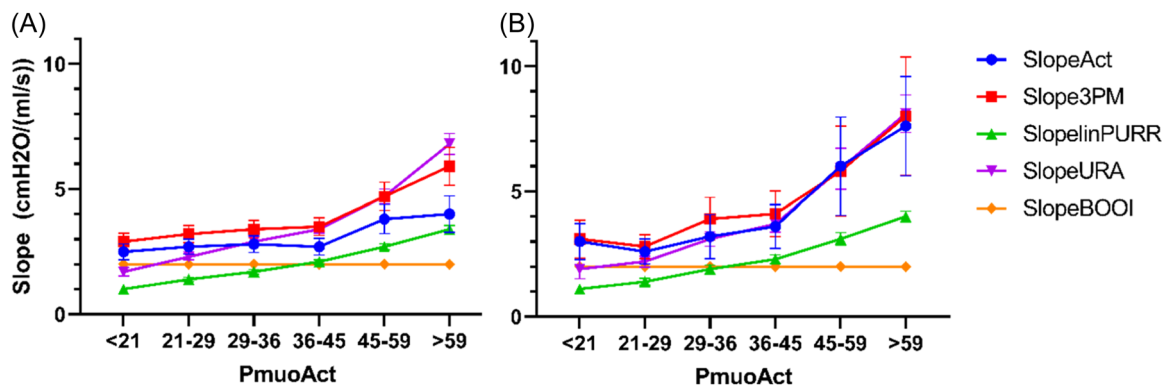 (A)
Slope (cmH2O/(ml/s))
10
5
0
<21 21-29 29-36 36-45 45-59 >59
PmuoAct
(B)
10
5
0
<21 21-29 29-36 36-45 45-59 >59
PmuoAct
SlopeAct
Slope3PM
SlopelinPURR
SlopeURA
SlopeBOOI